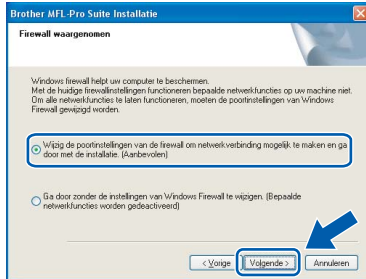 Brother MFL-Pro Suite Installatie
Firewall waargenomen
Windows firewall helpt uw computer te beschermen.
Met de huidige firewallinstellingen functioneren bepaalde netwerkfuncties op uw machine niet.
Om alle netwerkfuncties te laten functioneren, moeten de poortinstellingen van Windows
Firewall gewijzigd worden.
Wijzig de poortinstellingen van de firewall om netwerkverbinding mogelijk te maken en ga
door met de installatie. (Aanbevolen)
Ga door zonder de instellingen van Windows Firewall te wijzigen. (Bepaalde
netwerkfuncties worden gedeactiveerd)
< Vorige Volgende > Annuleren